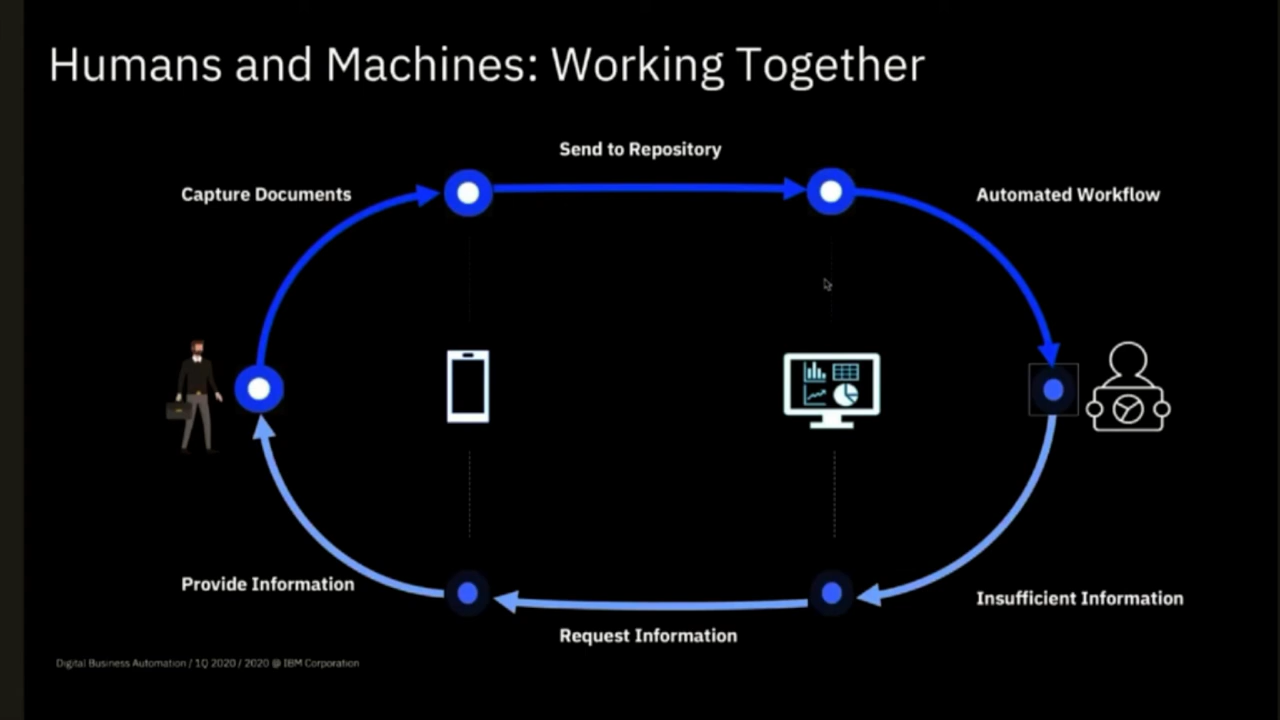 Humans and Machines: Working Together
Send to Repository
Capture Documents
Automated Workflow
Provide Information
Insufficient Information
Request Information
Digital Business Automation / 1Q 2020 / 2020 @ IBM Corporation